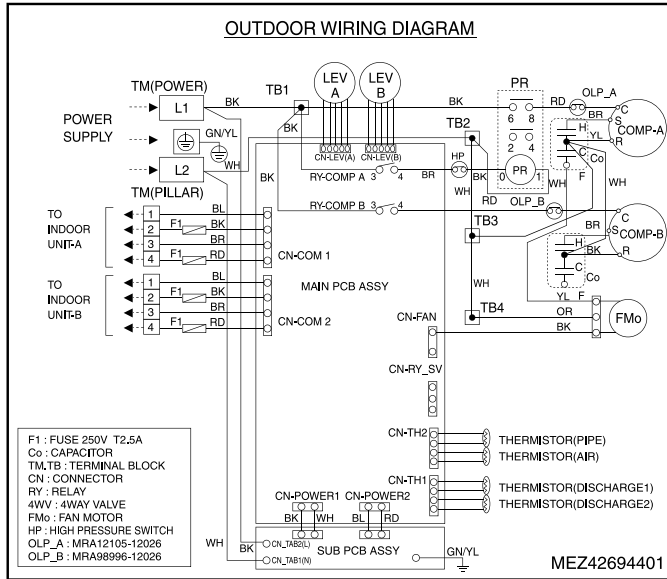 OUTDOOR WIRING DIAGRAM
LEV A
LEV B
PR
TM(POWER)
TB1
OLP_A
L1
BK
BK
RD
C
S
R
BR
COMP-A
POWER SUPPLY
GN/YL
BK
TB2
6 8
2 4
H
YL
C
Co
F
L2
WH
CN-LEV(A)
CN-LEV(B)
HP
RY-COMP A
3 4
BR
BK
0 PR 1
WH
TM(PILLAR)
BK
WH
RD
OLP_B
WH
TO INDOOR UNIT-A
1 BL
2 F1 BK
3 BR
4 F1 RD
CN-COM 1
RY-COMP B
3 4
TB3
BR
C
S
R
COMP-B
H
BK
C
Co
MAIN PCB ASSY
TO INDOOR UNIT-B
1 BL
2 F1 BK
3 BR
4 F1 RD
CN-COM 2
WH
YL
F
CN-FAN
TB4
OR
BK
FMo
CN-RY_SV
CN-TH2
THERMISTOR(PIPE)
THERMISTOR(AIR)
CN-TH1
THERMISTOR(DISCHARGE1)
THERMISTOR(DISCHARGE2)
F1 : FUSE 250V T2.5A
Co : CAPACITOR
TM.TB : TERMINAL BLOCK
CN : CONNECTOR
RY : RELAY
4WV : 4WAY VALVE
FMo : FAN MOTOR
HP : HIGH PRESSURE SWITCH
OLP_A : MRA12105-12026
OLP_B : MRA98996-12026
CN-POWER1
CN-POWER2
BK WH
BL RD
WH
BK
CN_TAB2(L)
CN_TAB1(N)
SUB PCB ASSY
GN/YL
MEZ42694401